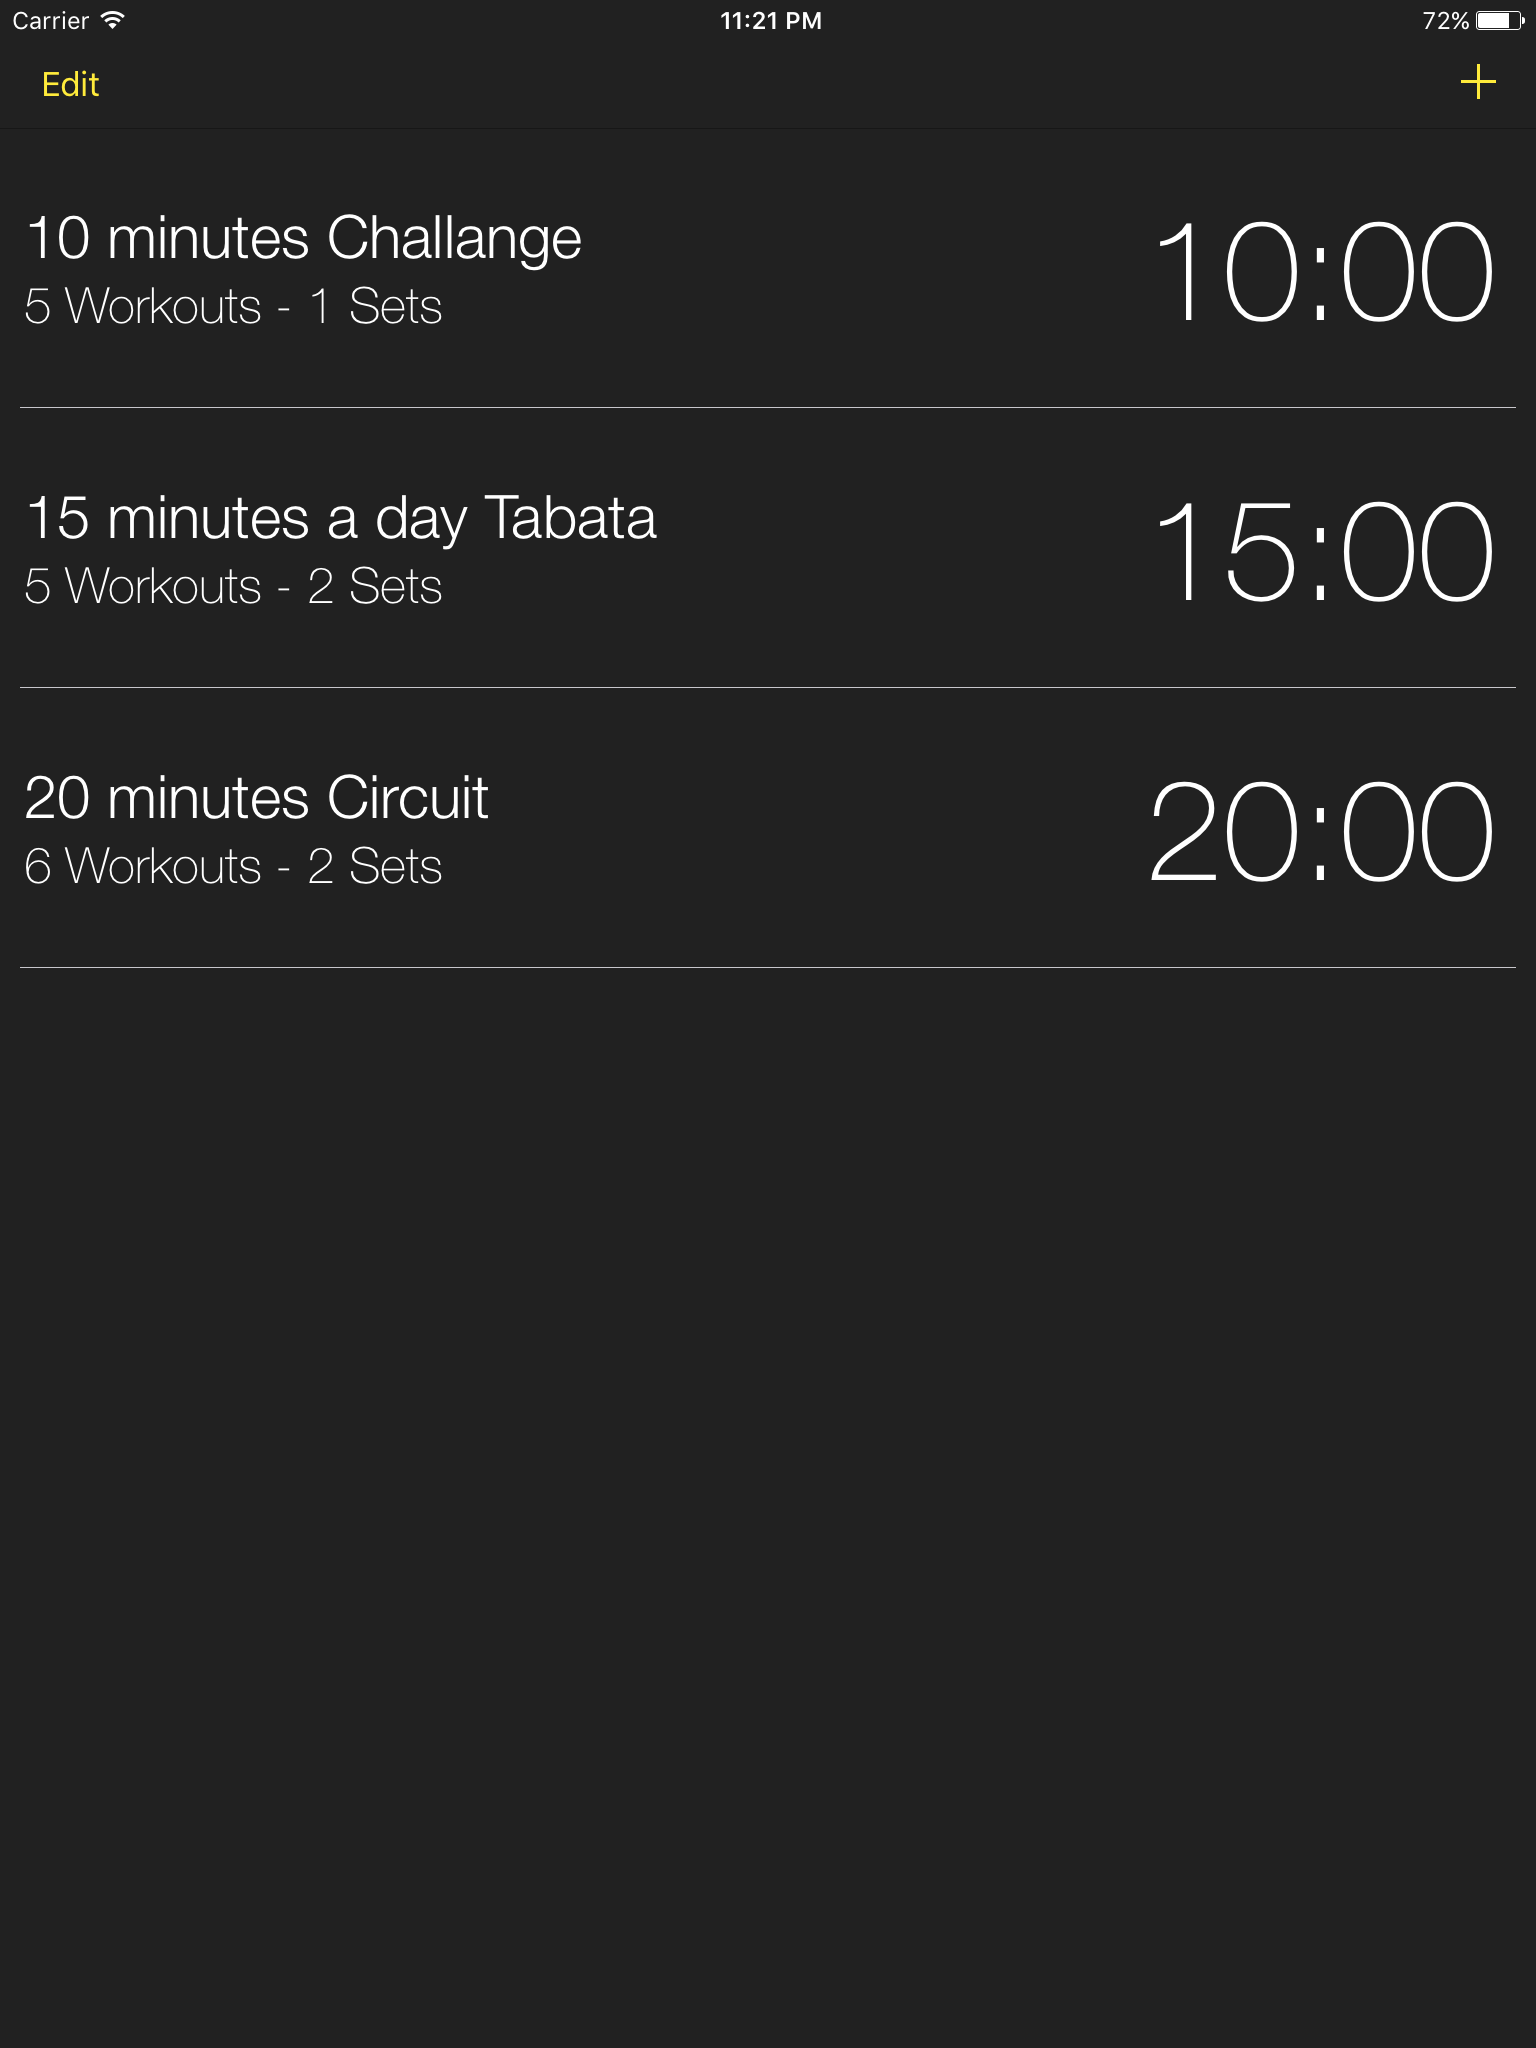 Carrier 11:21 PM 72%
Edit +
10 minutes Challange 10:00
5 Workouts - 1 Sets
15 minutes a day Tabata 15:00
5 Workouts - 2 Sets
20 minutes Circuit 20:00
6 Workouts - 2 Sets